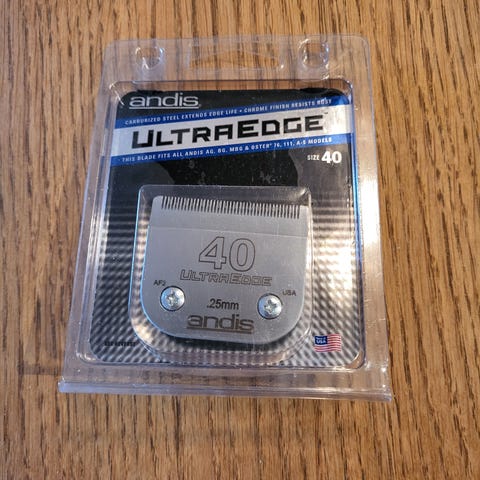 andis
CARBURIZED STEEL EXTENDS EDGE LIFE • CHROME FINISH RESISTS RUST
ULTRAEDGE
THIS BLADE FITS ALL ANDIS AG, BG, MBG & OSTER® 76, 111, A-5 MODELS
SIZE 40
40
ULTRAEDGE
AF2
USA
.25mm
andis
USA